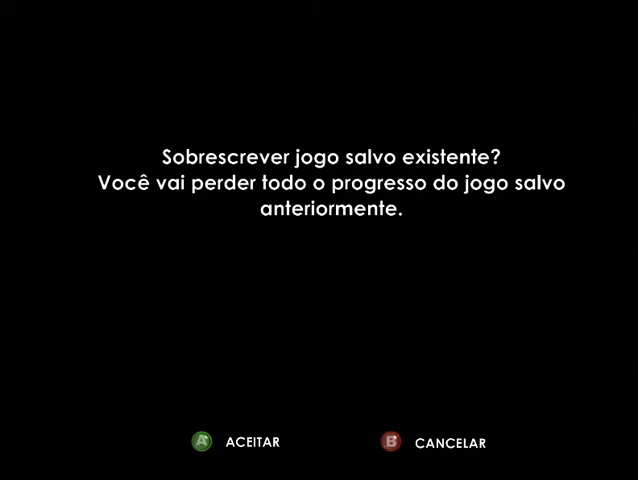 Sobrescrever jogo salvo existente?
Você vai perder todo o progresso do jogo salvo
anteriormente.
A ACEITAR B CANCELAR